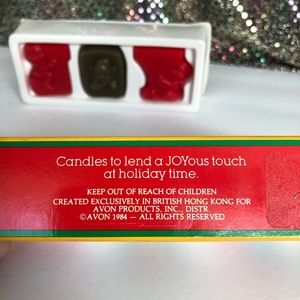 Candles to lend a JOYous touch
at holiday time.
KEEP OUT OF REACH OF CHILDREN
CREATED EXCLUSIVELY IN BRITISH HONG KONG FOR
AVON PRODUCTS, INC., DISTR.
©AVON 1984 — ALL RIGHTS RESERVED